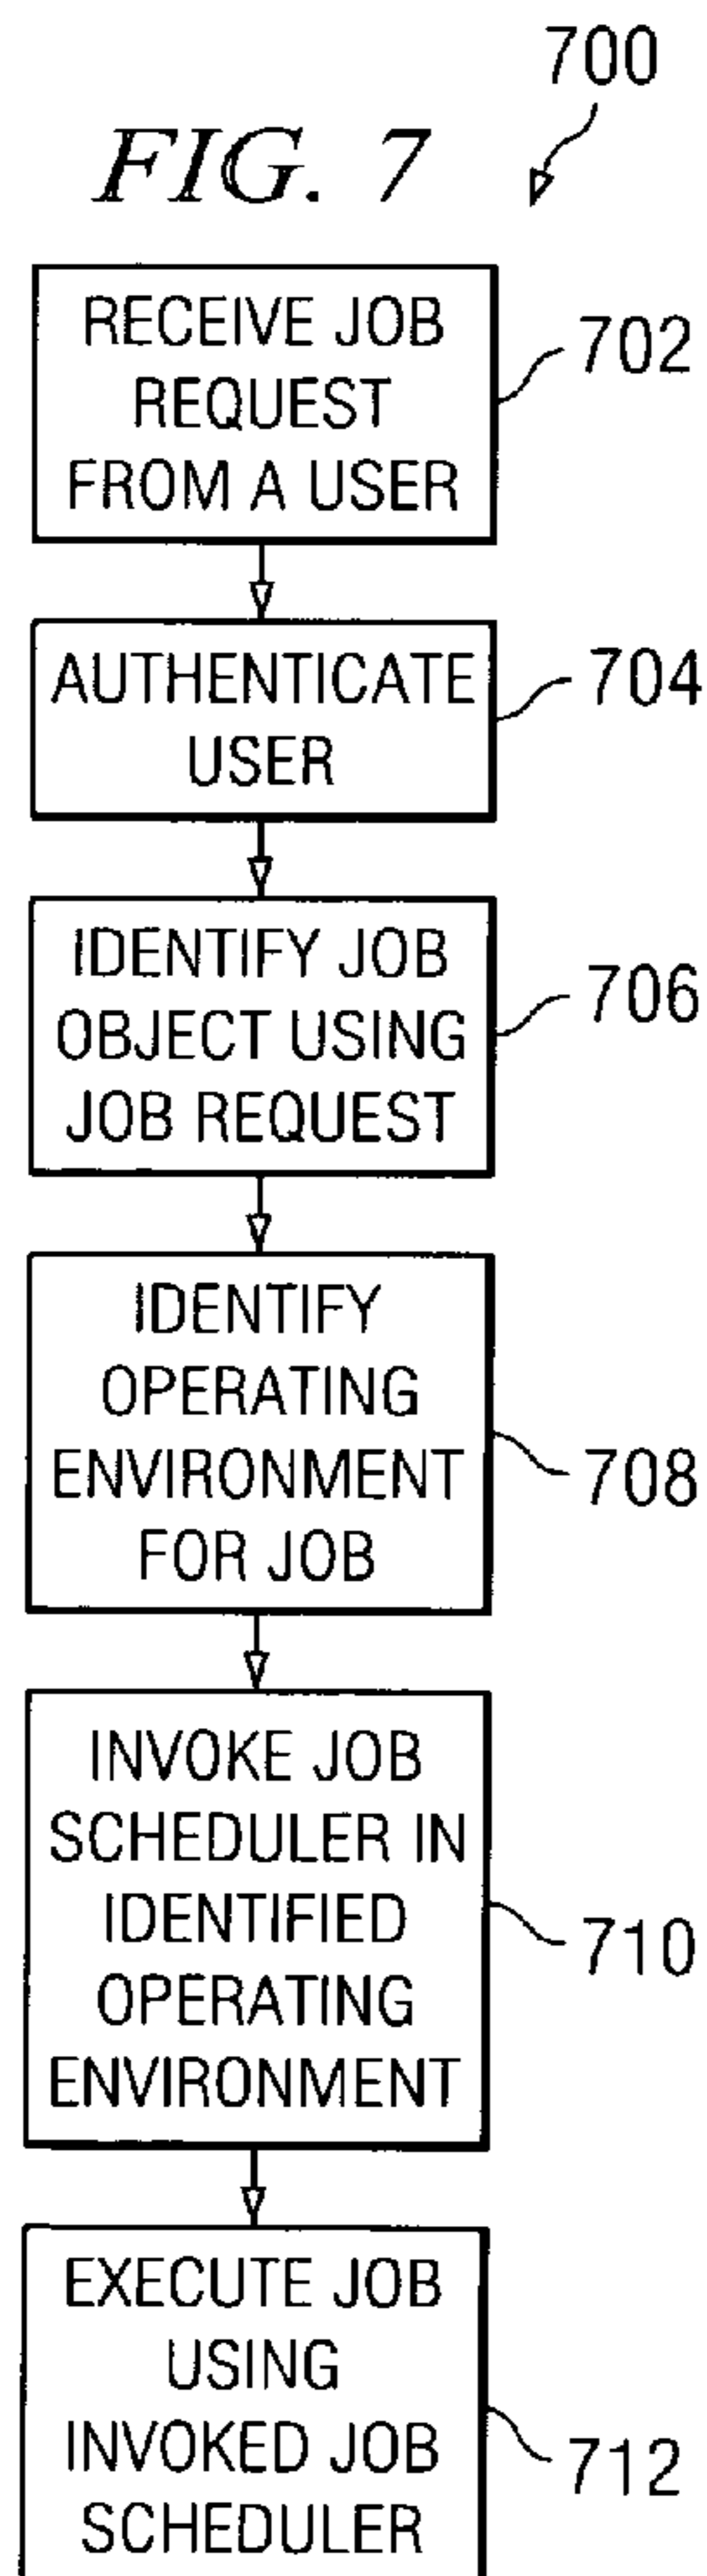 700
FIG. 7
RECEIVE JOB
REQUEST
FROM A USER
702
AUTHENTICATE
USER
704
IDENTIFY JOB
OBJECT USING
JOB REQUEST
706
IDENTIFY
OPERATING
ENVIRONMENT
FOR JOB
708
INVOKE JOB
SCHEDULER IN
IDENTIFIED
OPERATING
ENVIRONMENT
710
EXECUTE JOB
USING
INVOKED JOB
SCHEDULER
712